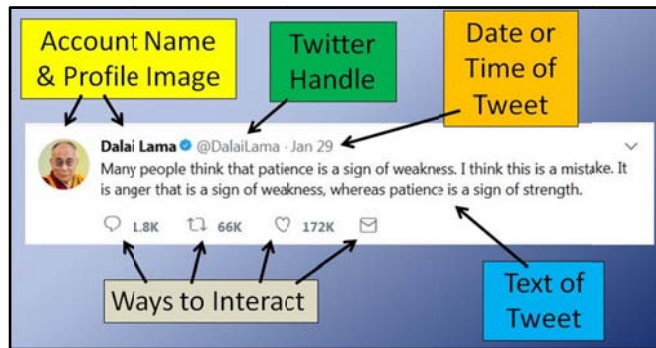 Account Name
& Profile Image
Twitter
Handle
Date or
Time of
Tweet
Dalai Lama @DalaiLama · Jan 29
Many people think that patience is a sign of weakness. I think this is a mistake. It
is anger that is a sign of weakness, whereas patience is a sign of strength.
1.8K 66K 172K
Ways to Interact
Text of
Tweet